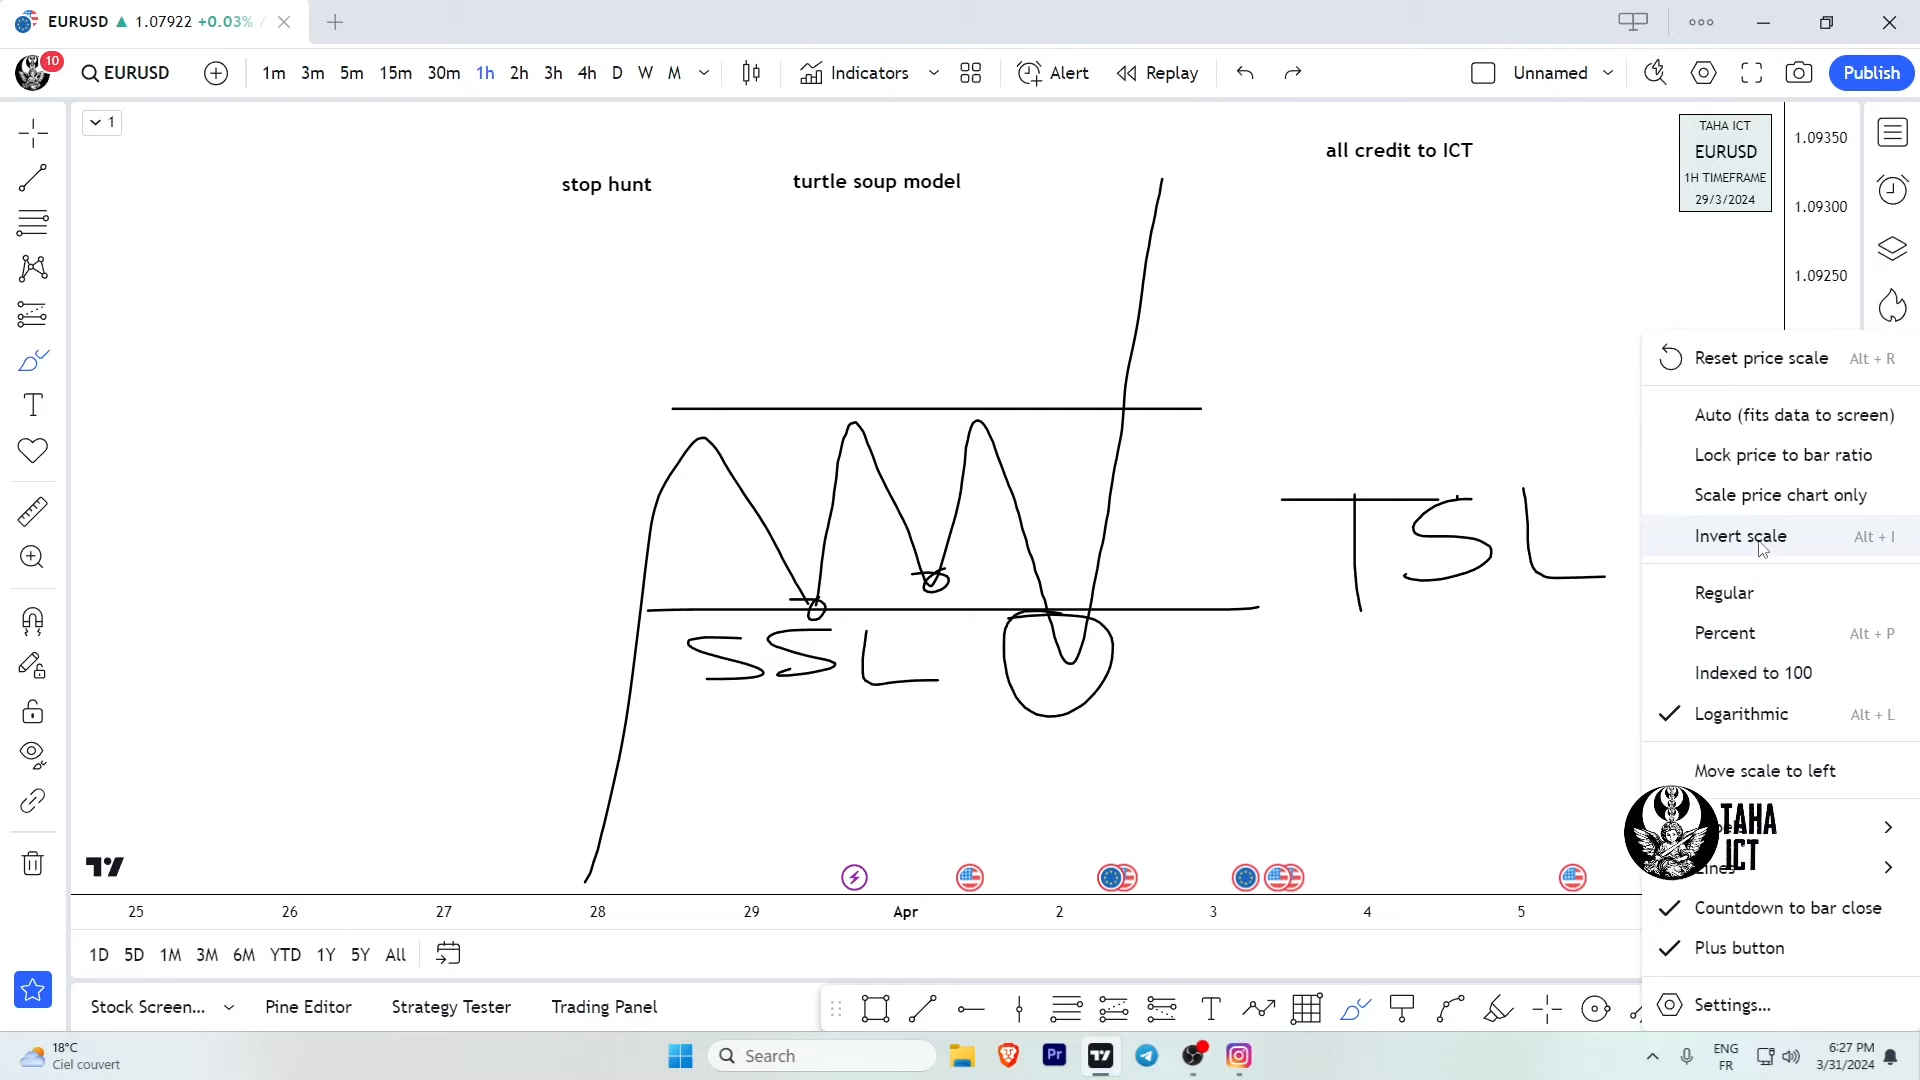 EURUSD 1.07922 +0.03% /
10
EURUSD
1m 3m 5m 15m 30m 1h 2h 3h 4h D W M
Indicators
Alert
Replay
Unnamed
Publish
1
stop hunt
turtle soup model
all credit to ICT
TAHA ICT
EURUSD
1H TIMEFRAME
29/3/2024
1.09350
1.09300
1.09250
Reset price scale Alt + R
Auto (fits data to screen)
Lock price to bar ratio
Scale price chart only
Invert scale Alt + I
Regular
Percent Alt + P
Indexed to 100
Logarithmic Alt + L
Move scale to left
Lines
Countdown to bar close
Plus button
Settings...
TSL
SSL
TAHA
ICT
25 26 27 28 29 Apr 2 3 4 5
1D 5D 1M 3M 6M YTD 1Y 5Y All
Stock Screen... Pine Editor Strategy Tester Trading Panel
18°C
Ciel couvert
Search
Pr
ENG
FR
6:27 PM
3/31/2024